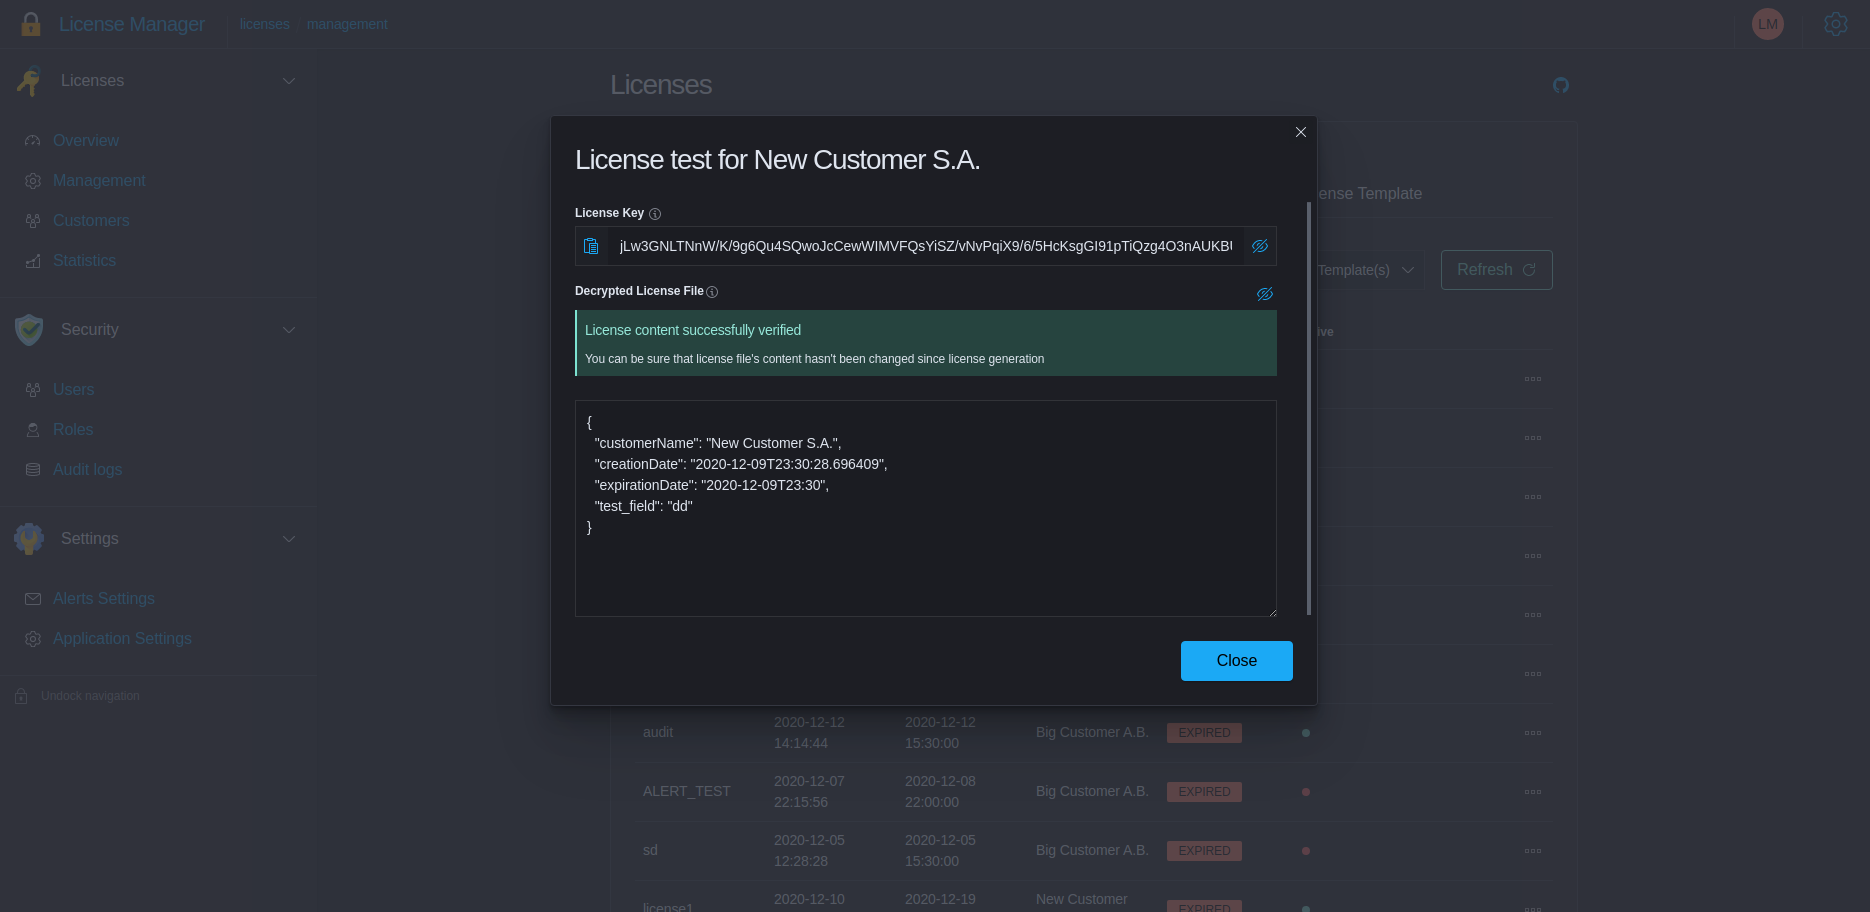 License Manager
licenses / management
LM
Licenses
Overview
Management
Customers
Statistics
Security
Users
Roles
Audit logs
Settings
Alerts Settings
Application Settings
Undock navigation
Licenses
License test for New Customer S.A.
License Key
jLw3GNLTNnW/K/9g6Qu4SQwoJcCewWIMVFQsYiSZ/vNvPqiX9/6/5HcKsgGI91pTiQzg4O3nAUKBU
Decrypted License File
License content successfully verified
You can be sure that license file's content hasn't been changed since license generation
{
"customerName": "New Customer S.A.",
"creationDate": "2020-12-09T23:30:28.696409",
"expirationDate": "2020-12-09T23:30",
"test_field": "dd"
}
Close
ense Template
Template(s)
Refresh
ive
audit
2020-12-12
14:14:44
2020-12-12
15:30:00
Big Customer A.B.
EXPIRED
ALERT_TEST
2020-12-07
22:15:56
2020-12-08
22:00:00
Big Customer A.B.
EXPIRED
sd
2020-12-05
12:28:28
2020-12-05
15:30:00
Big Customer A.B.
EXPIRED
license1
2020-12-10
2020-12-19
New Customer
EXPIRED